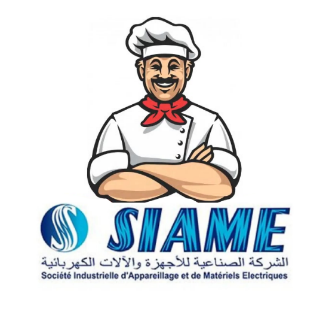 SIAME
الشركة الصناعية للأجهزة والآلات الكهربائية
Société Industrielle d'Appareillage et de Matériels Electriques